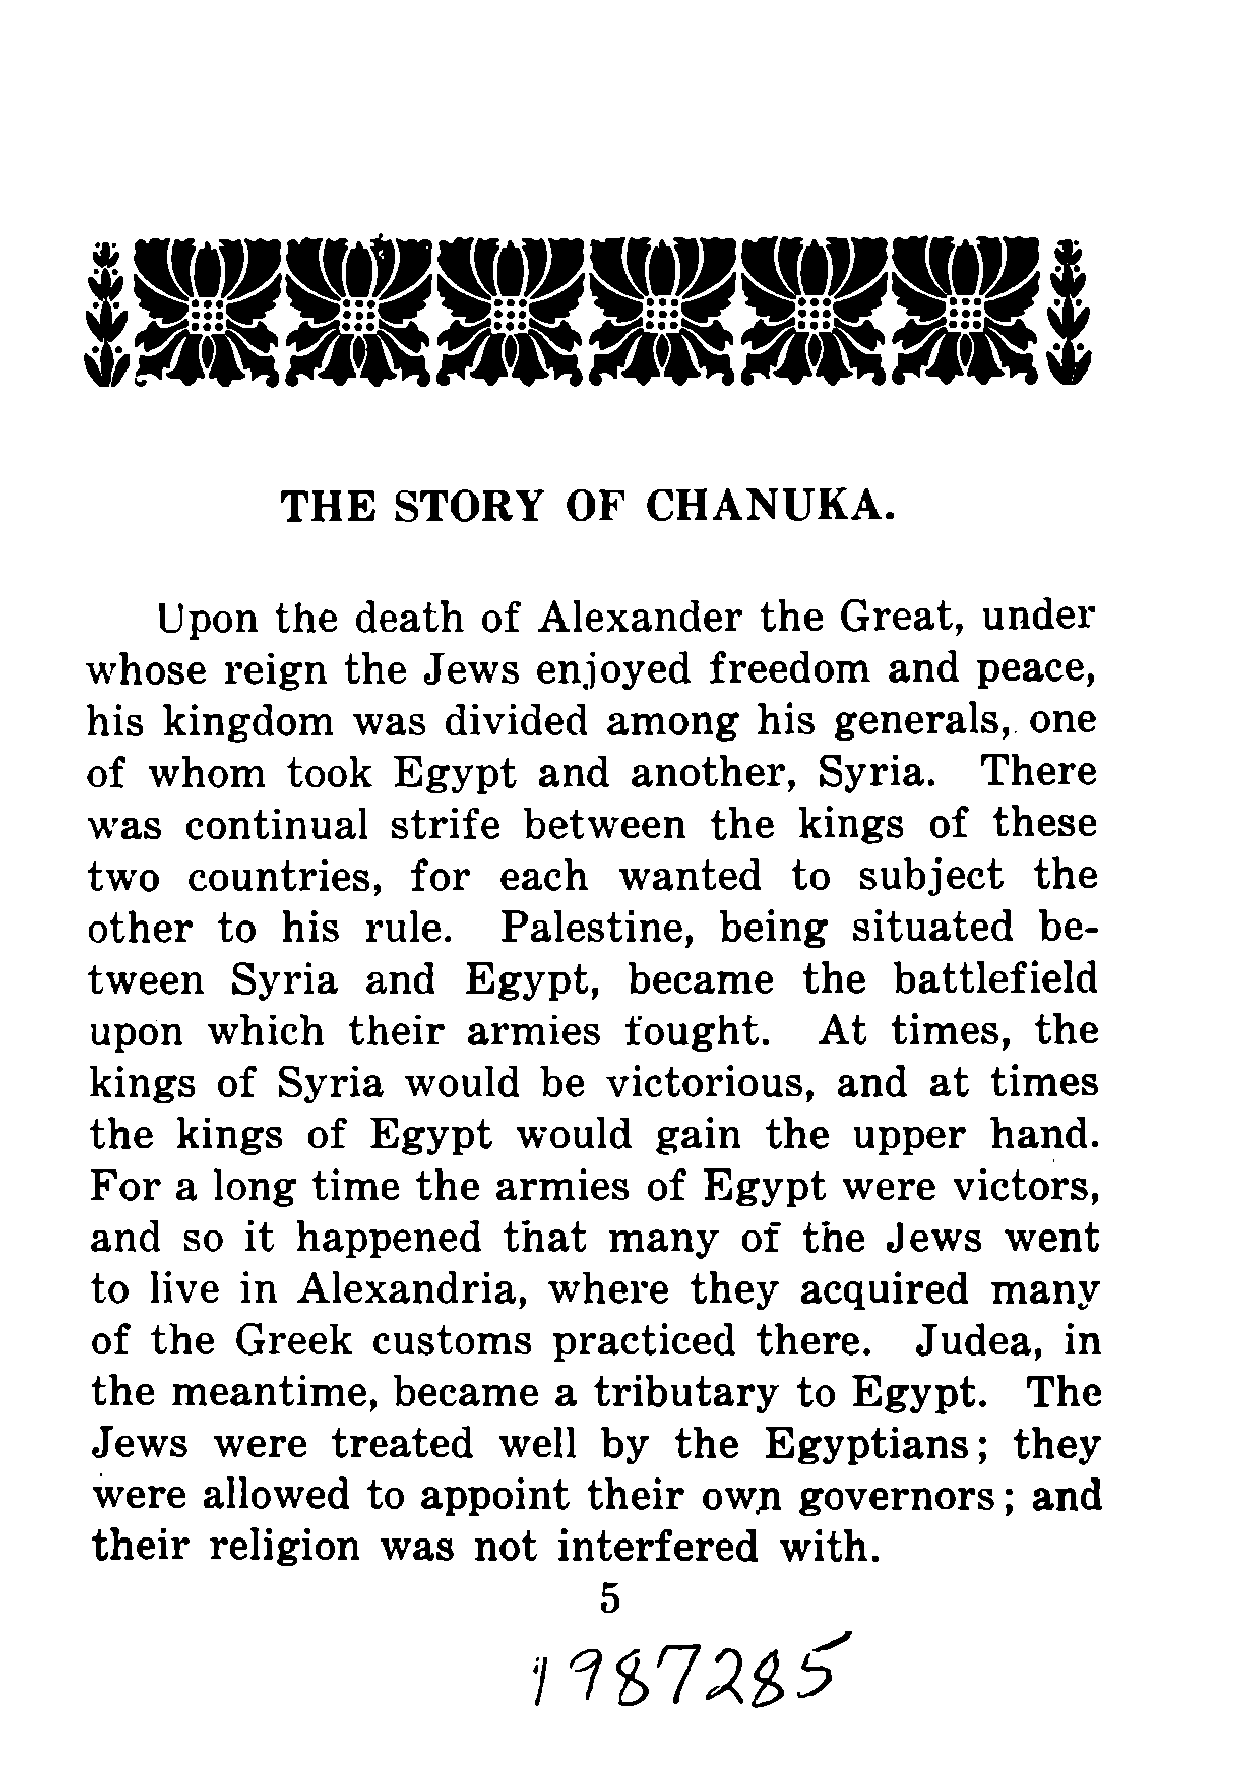 THE STORY OF CHANUKA.
Upon the death of Alexander the Great, under
whose reign the Jews enjoyed freedom and peace,
his kingdom was divided among his generals, one
of whom took Egypt and another, Syria. There
was continual strife between the kings of these
two countries, for each wanted to subject the
other to his rule. Palestine, being situated be-
tween Syria and Egypt, became the battlefield
upon which their armies fought. At times, the
kings of Syria would be victorious, and at times
the kings of Egypt would gain the upper hand.
For a long time the armies of Egypt were victors,
and so it happened that many of the Jews went
to live in Alexandria, where they acquired many
of the Greek customs practiced there. Judea, in
the meantime, became a tributary to Egypt. The
Jews were treated well by the Egyptians; they
were allowed to appoint their own governors; and
their religion was not interfered with.
5
1987285